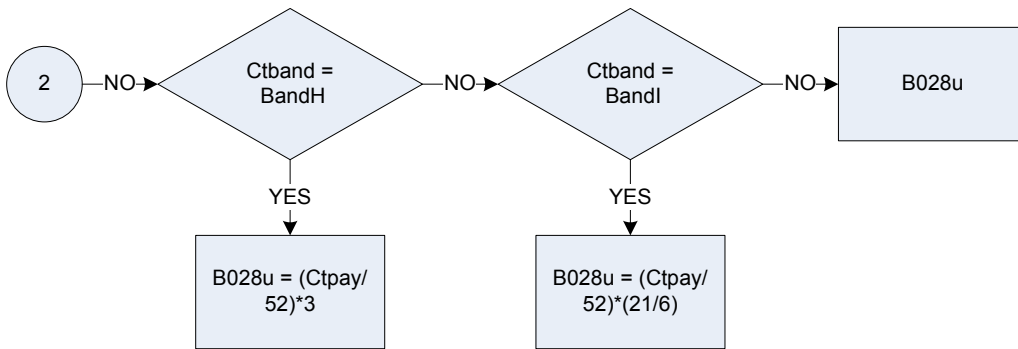 2
NO
Ctband =
BandH
NO
Ctband =
BandI
NO
B028u
YES
YES
B028u = (Ctpay/
52)*3
B028u = (Ctpay/
52)*(21/6)